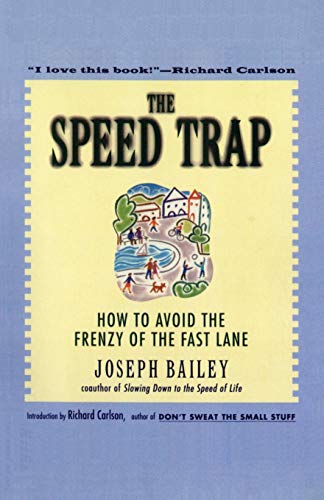 "I love this book!"—Richard Carlson
THE
SPEED TRAP
HOW TO AVOID THE
FRENZY OF THE FAST LANE
JOSEPH BAILEY
coauthor of Slowing Down to the Speed of Life
Introduction by Richard Carlson, author of DON'T SWEAT THE SMALL STUFF